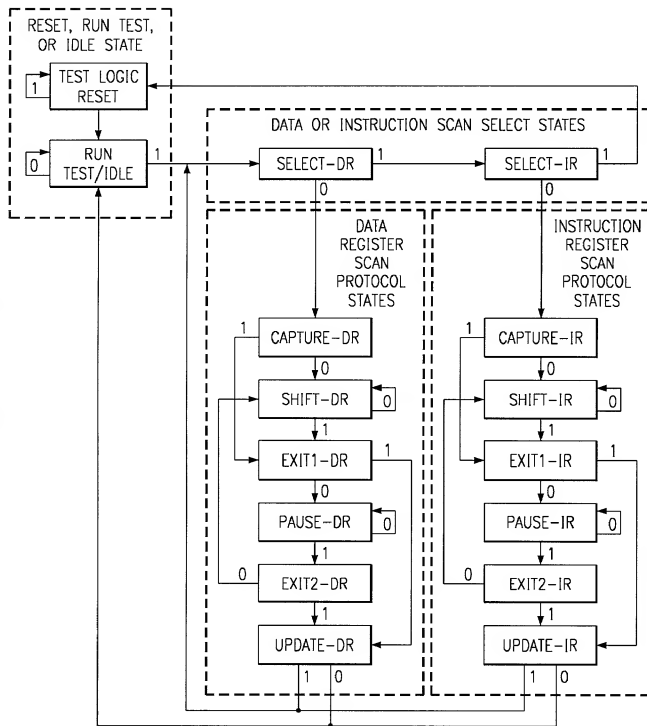 RESET, RUN TEST,
OR IDLE STATE
TEST LOGIC
RESET
1
RUN
TEST/IDLE
0
1
DATA OR INSTRUCTION SCAN SELECT STATES
SELECT-DR
1
0
SELECT-IR
1
0
DATA
REGISTER
SCAN
PROTOCOL
STATES
1
CAPTURE-DR
0
SHIFT-DR
0
1
EXIT1-DR
1
0
PAUSE-DR
0
1
0
EXIT2-DR
1
UPDATE-DR
1
0
INSTRUCTION
REGISTER
SCAN
PROTOCOL
STATES
1
CAPTURE-IR
0
SHIFT-IR
0
1
EXIT1-IR
1
0
PAUSE-IR
0
1
0
EXIT2-IR
1
UPDATE-IR
1
0